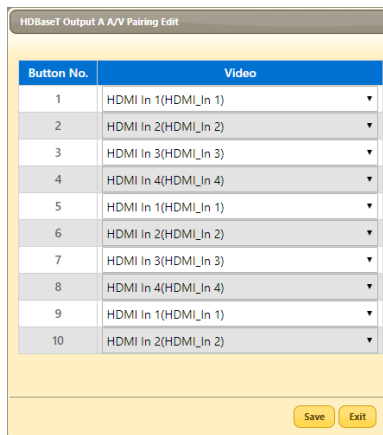 HDBaseT Output A A/V Pairing Edit
Button No. Video
1 HDMI In 1(HDMI_In 1)
2 HDMI In 2(HDMI_In 2)
3 HDMI In 3(HDMI_In 3)
4 HDMI In 4(HDMI_In 4)
5 HDMI In 1(HDMI_In 1)
6 HDMI In 2(HDMI_In 2)
7 HDMI In 3(HDMI_In 3)
8 HDMI In 4(HDMI_In 4)
9 HDMI In 1(HDMI_In 1)
10 HDMI In 2(HDMI_In 2)
Save Exit